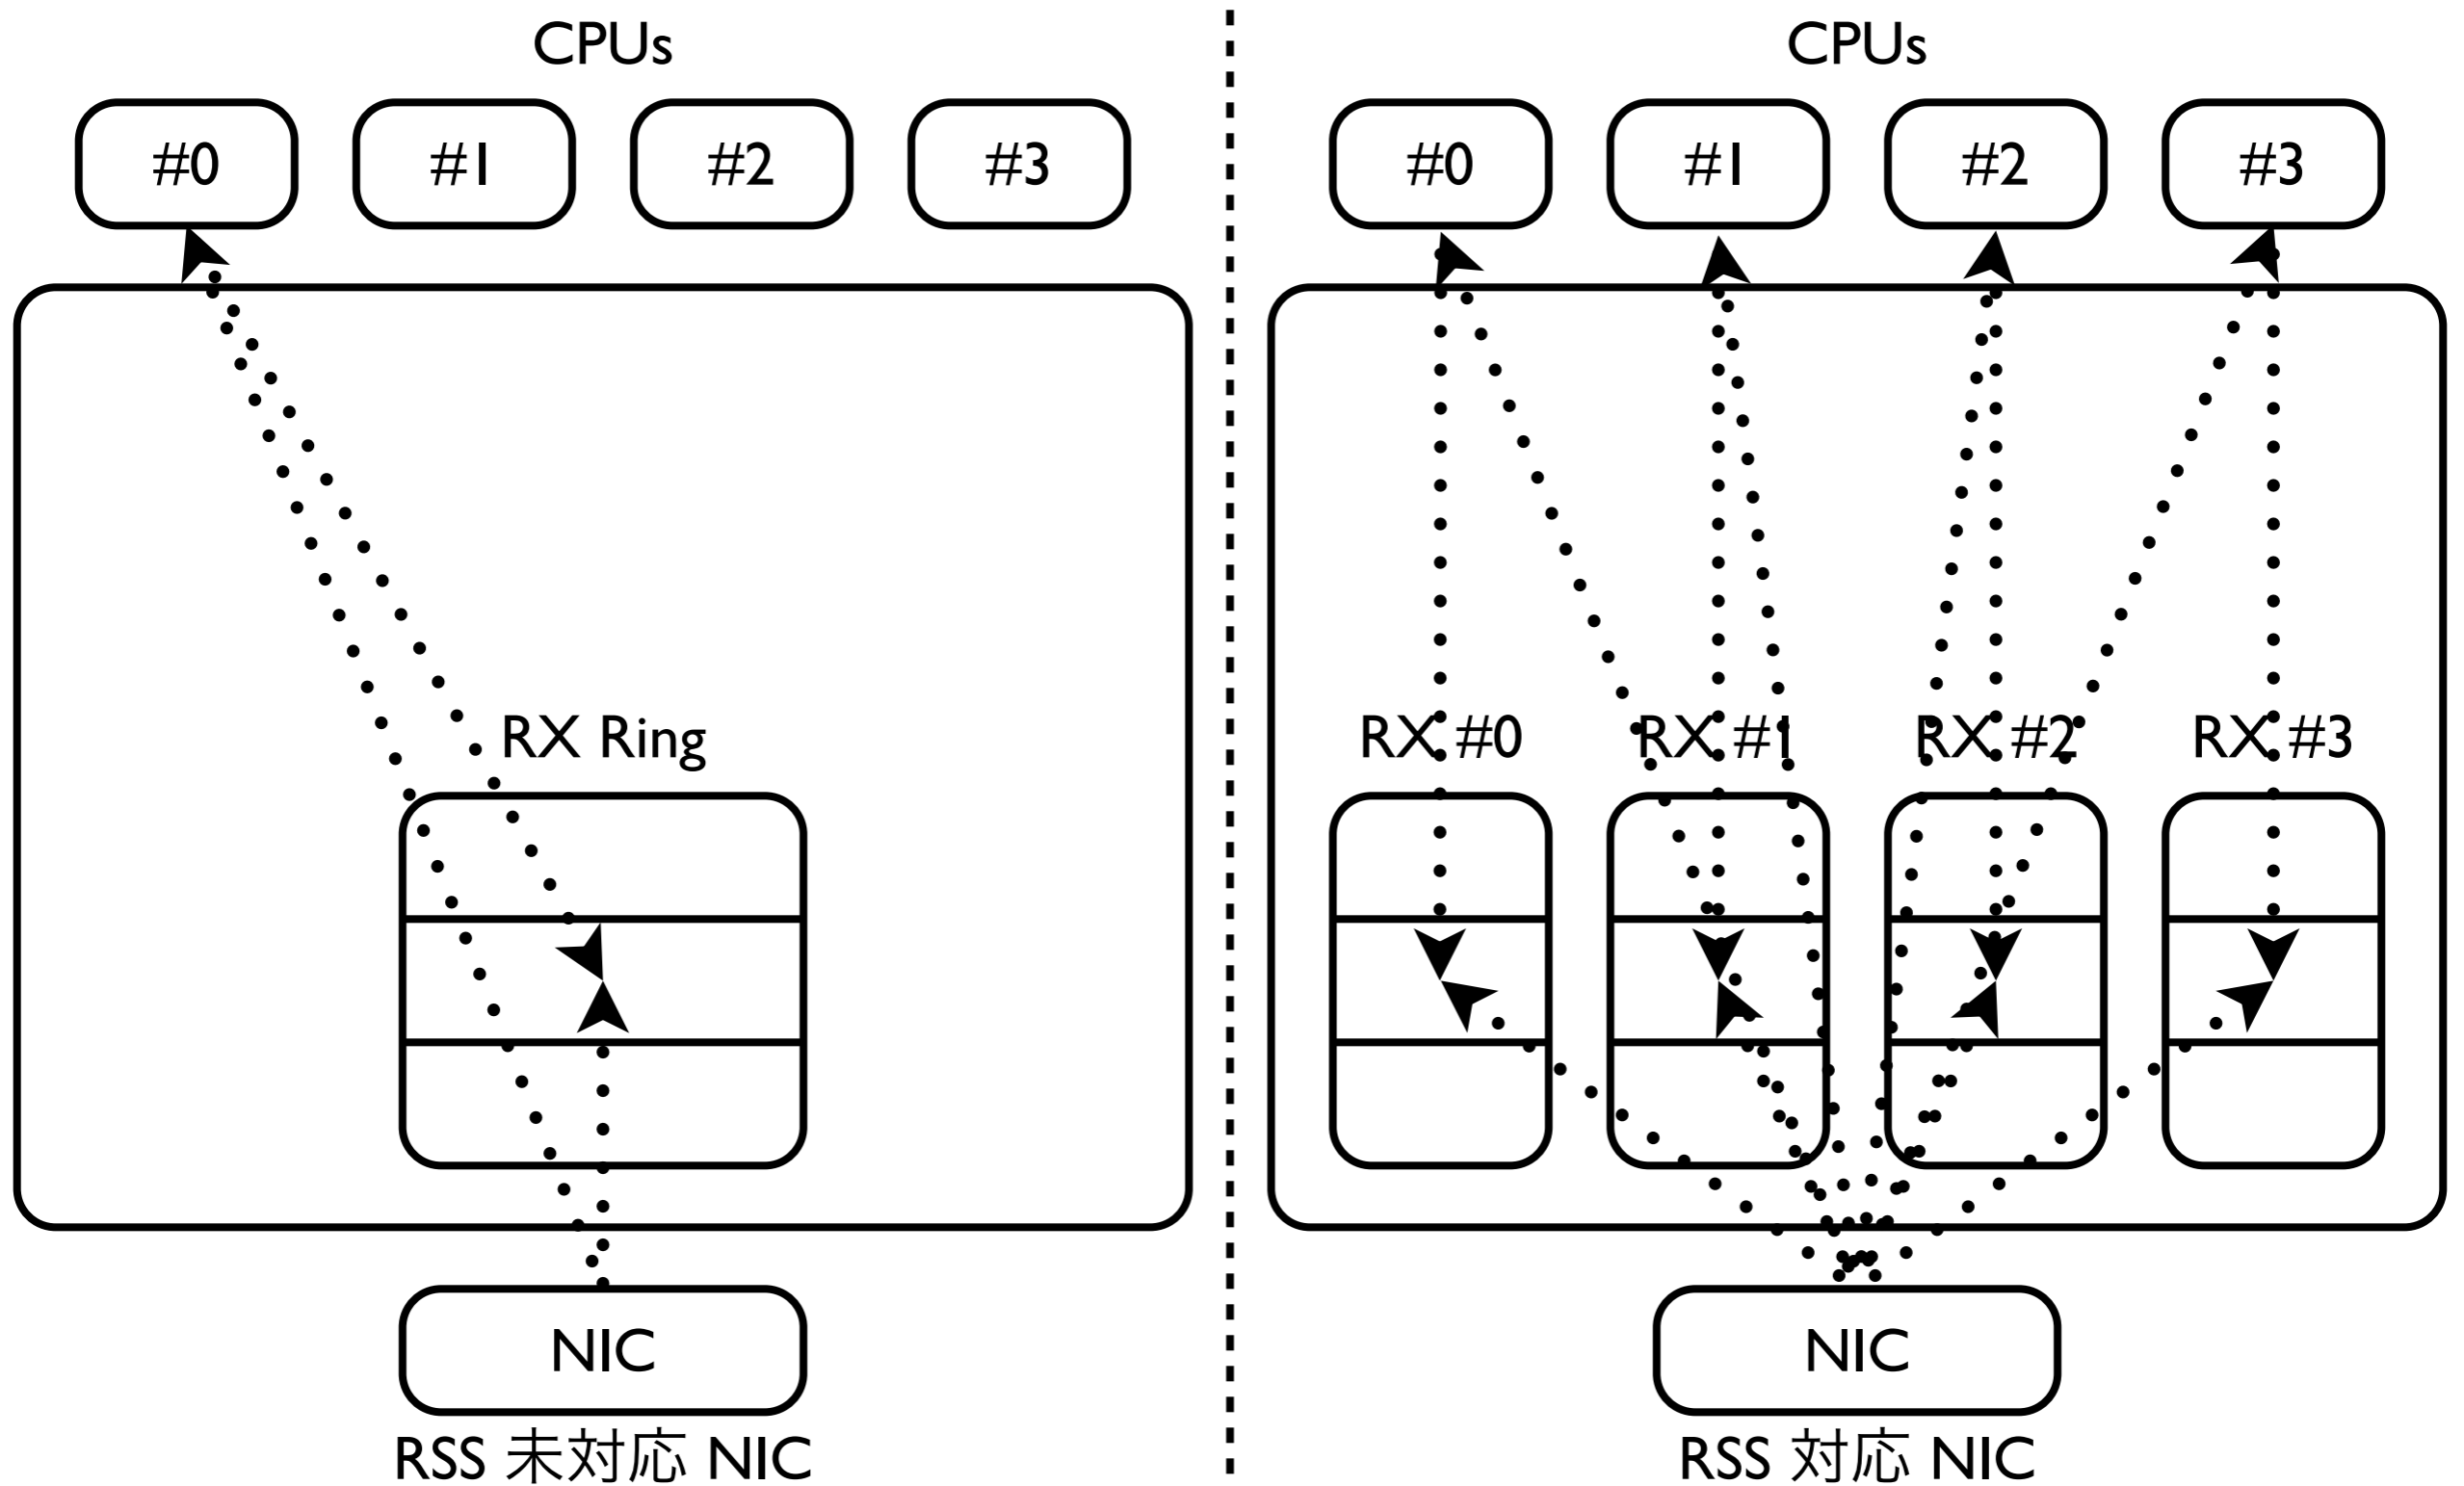 CPUs
#0 #1 #2 #3
RX Ring
NIC
RSS 未対応 NIC
CPUs
#0 #1 #2 #3
RX #0 RX #1 RX #2 RX #3
NIC
RSS 対応 NIC